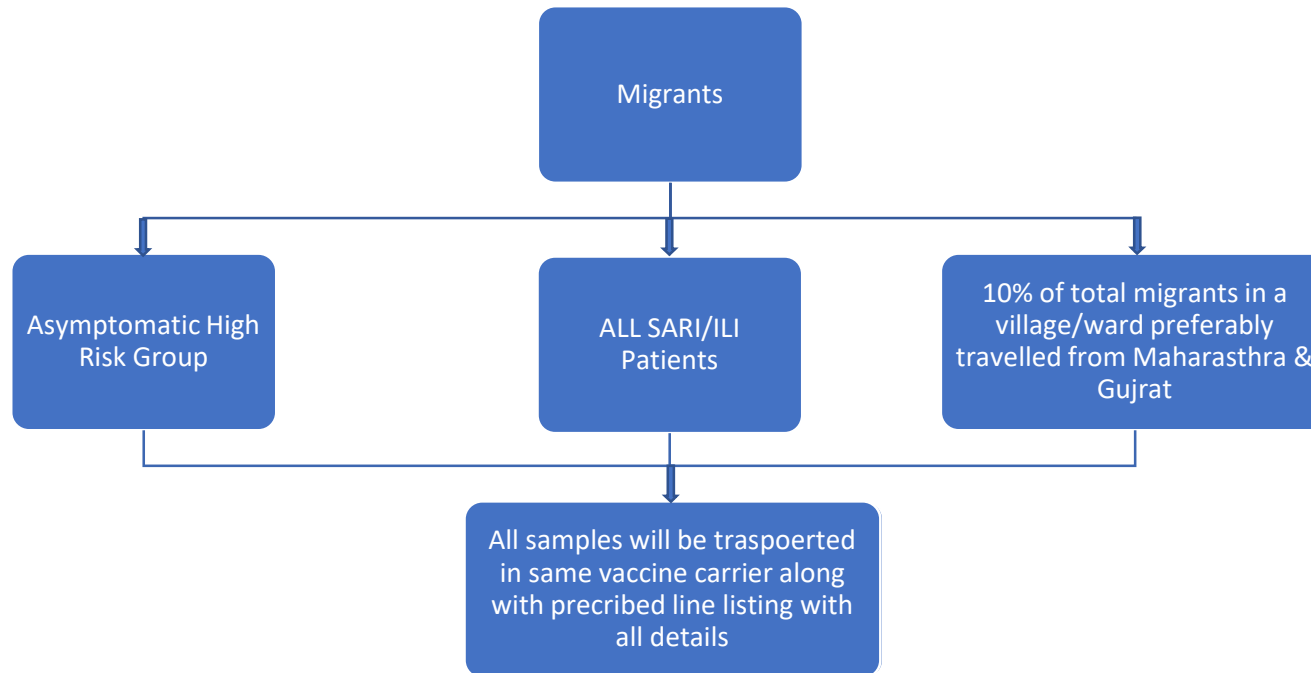 Migrants
Asymptomatic High
Risk Group
ALL SARI/ILI
Patients
10% of total migrants in a
village/ward preferably
travelled from Maharasthra &
Gujrat
All samples will be traspoerted
in same vaccine carrier along
with precribed line listing with
all details